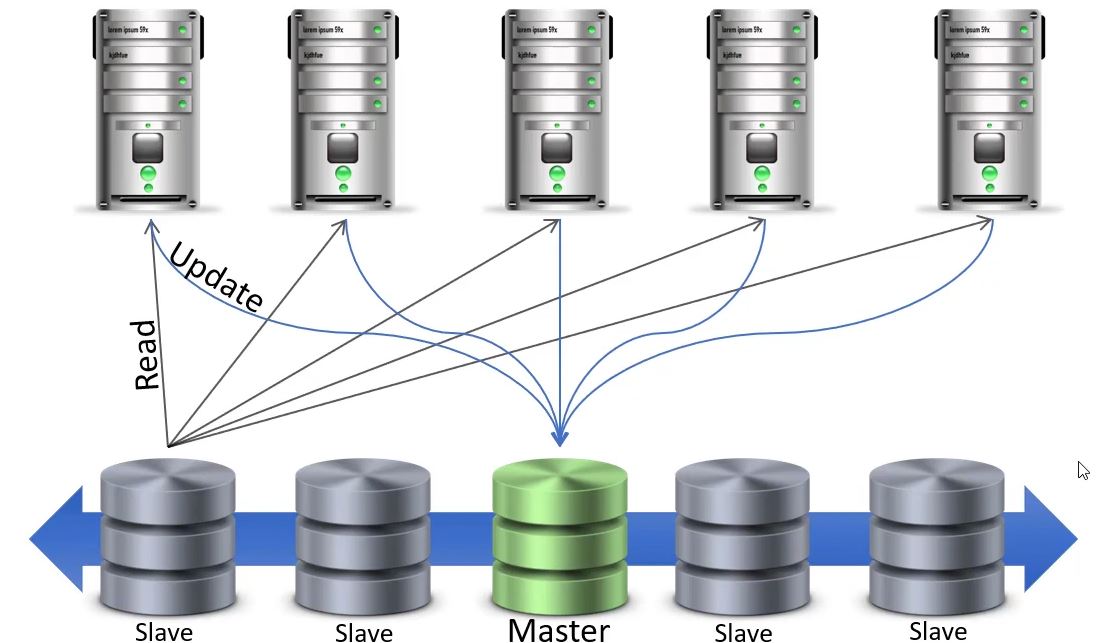 lorem ipsum 59x
lorem ipsum 59x
lorem ipsum 59x
lorem ipsum 59x
lorem ipsum 59x
kjdhfue
kjdhfue
kjdhfue
kjdhfue
kjdhfue
Update
Read
Slave
Slave
Master
Slave
Slave